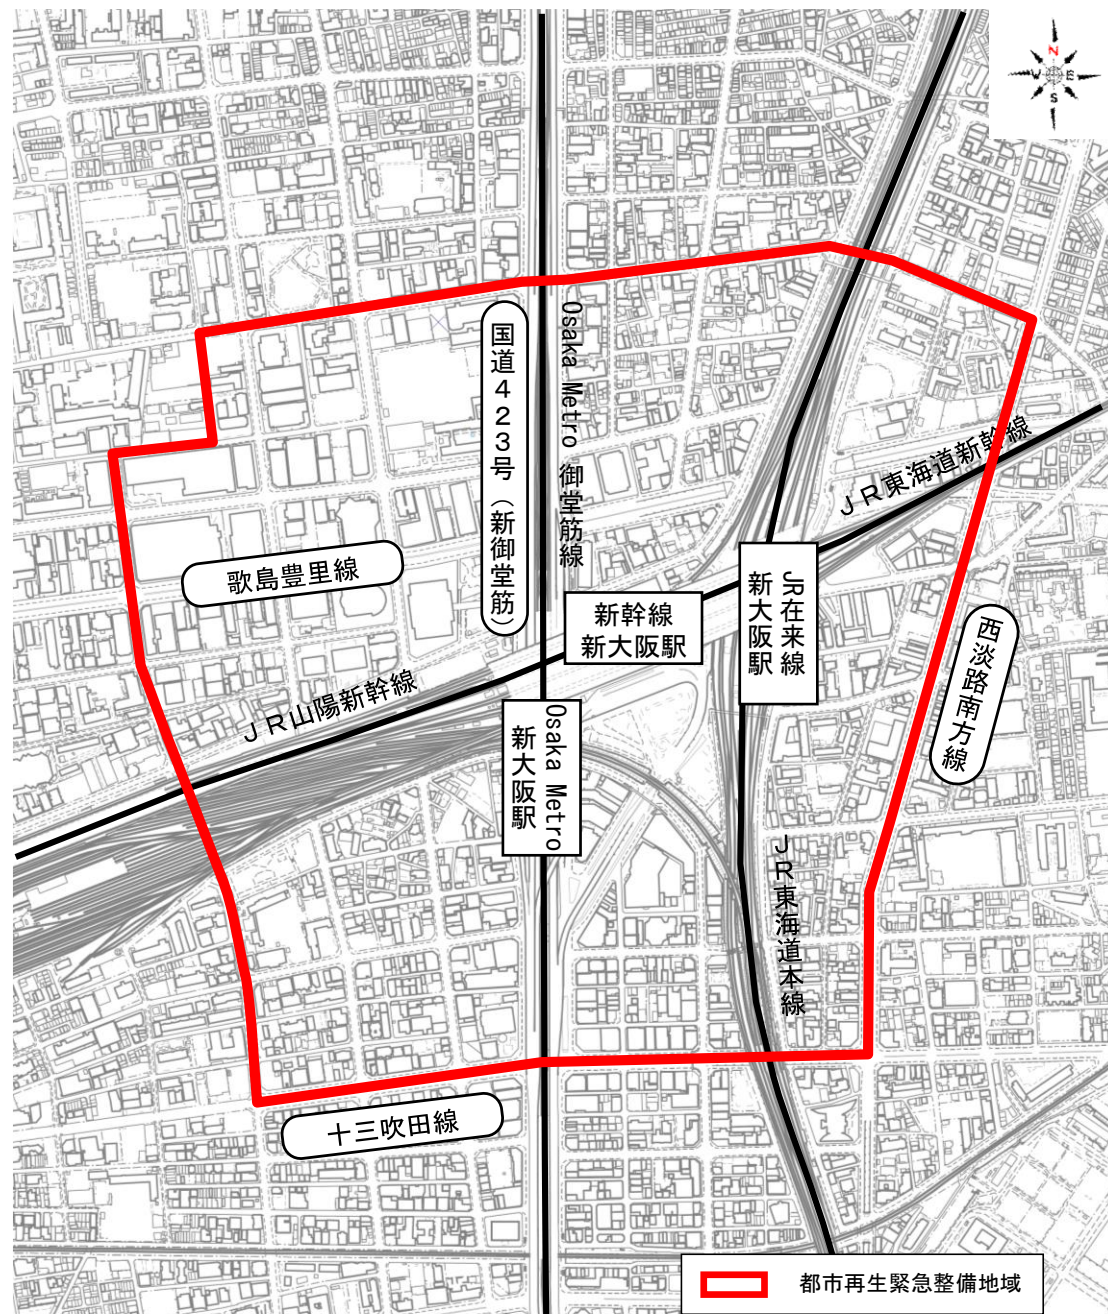 N
W E
S
国道423号（新御堂筋）
Osaka Metro 御堂筋線
JR東海道新幹線
歌島豊里線
新幹線
新大阪駅
JR在来線
新大阪駅
西淡路南方線
JR山陽新幹線
Osaka Metro
新大阪駅
JR東海道本線
十三吹田線
都市再生緊急整備地域